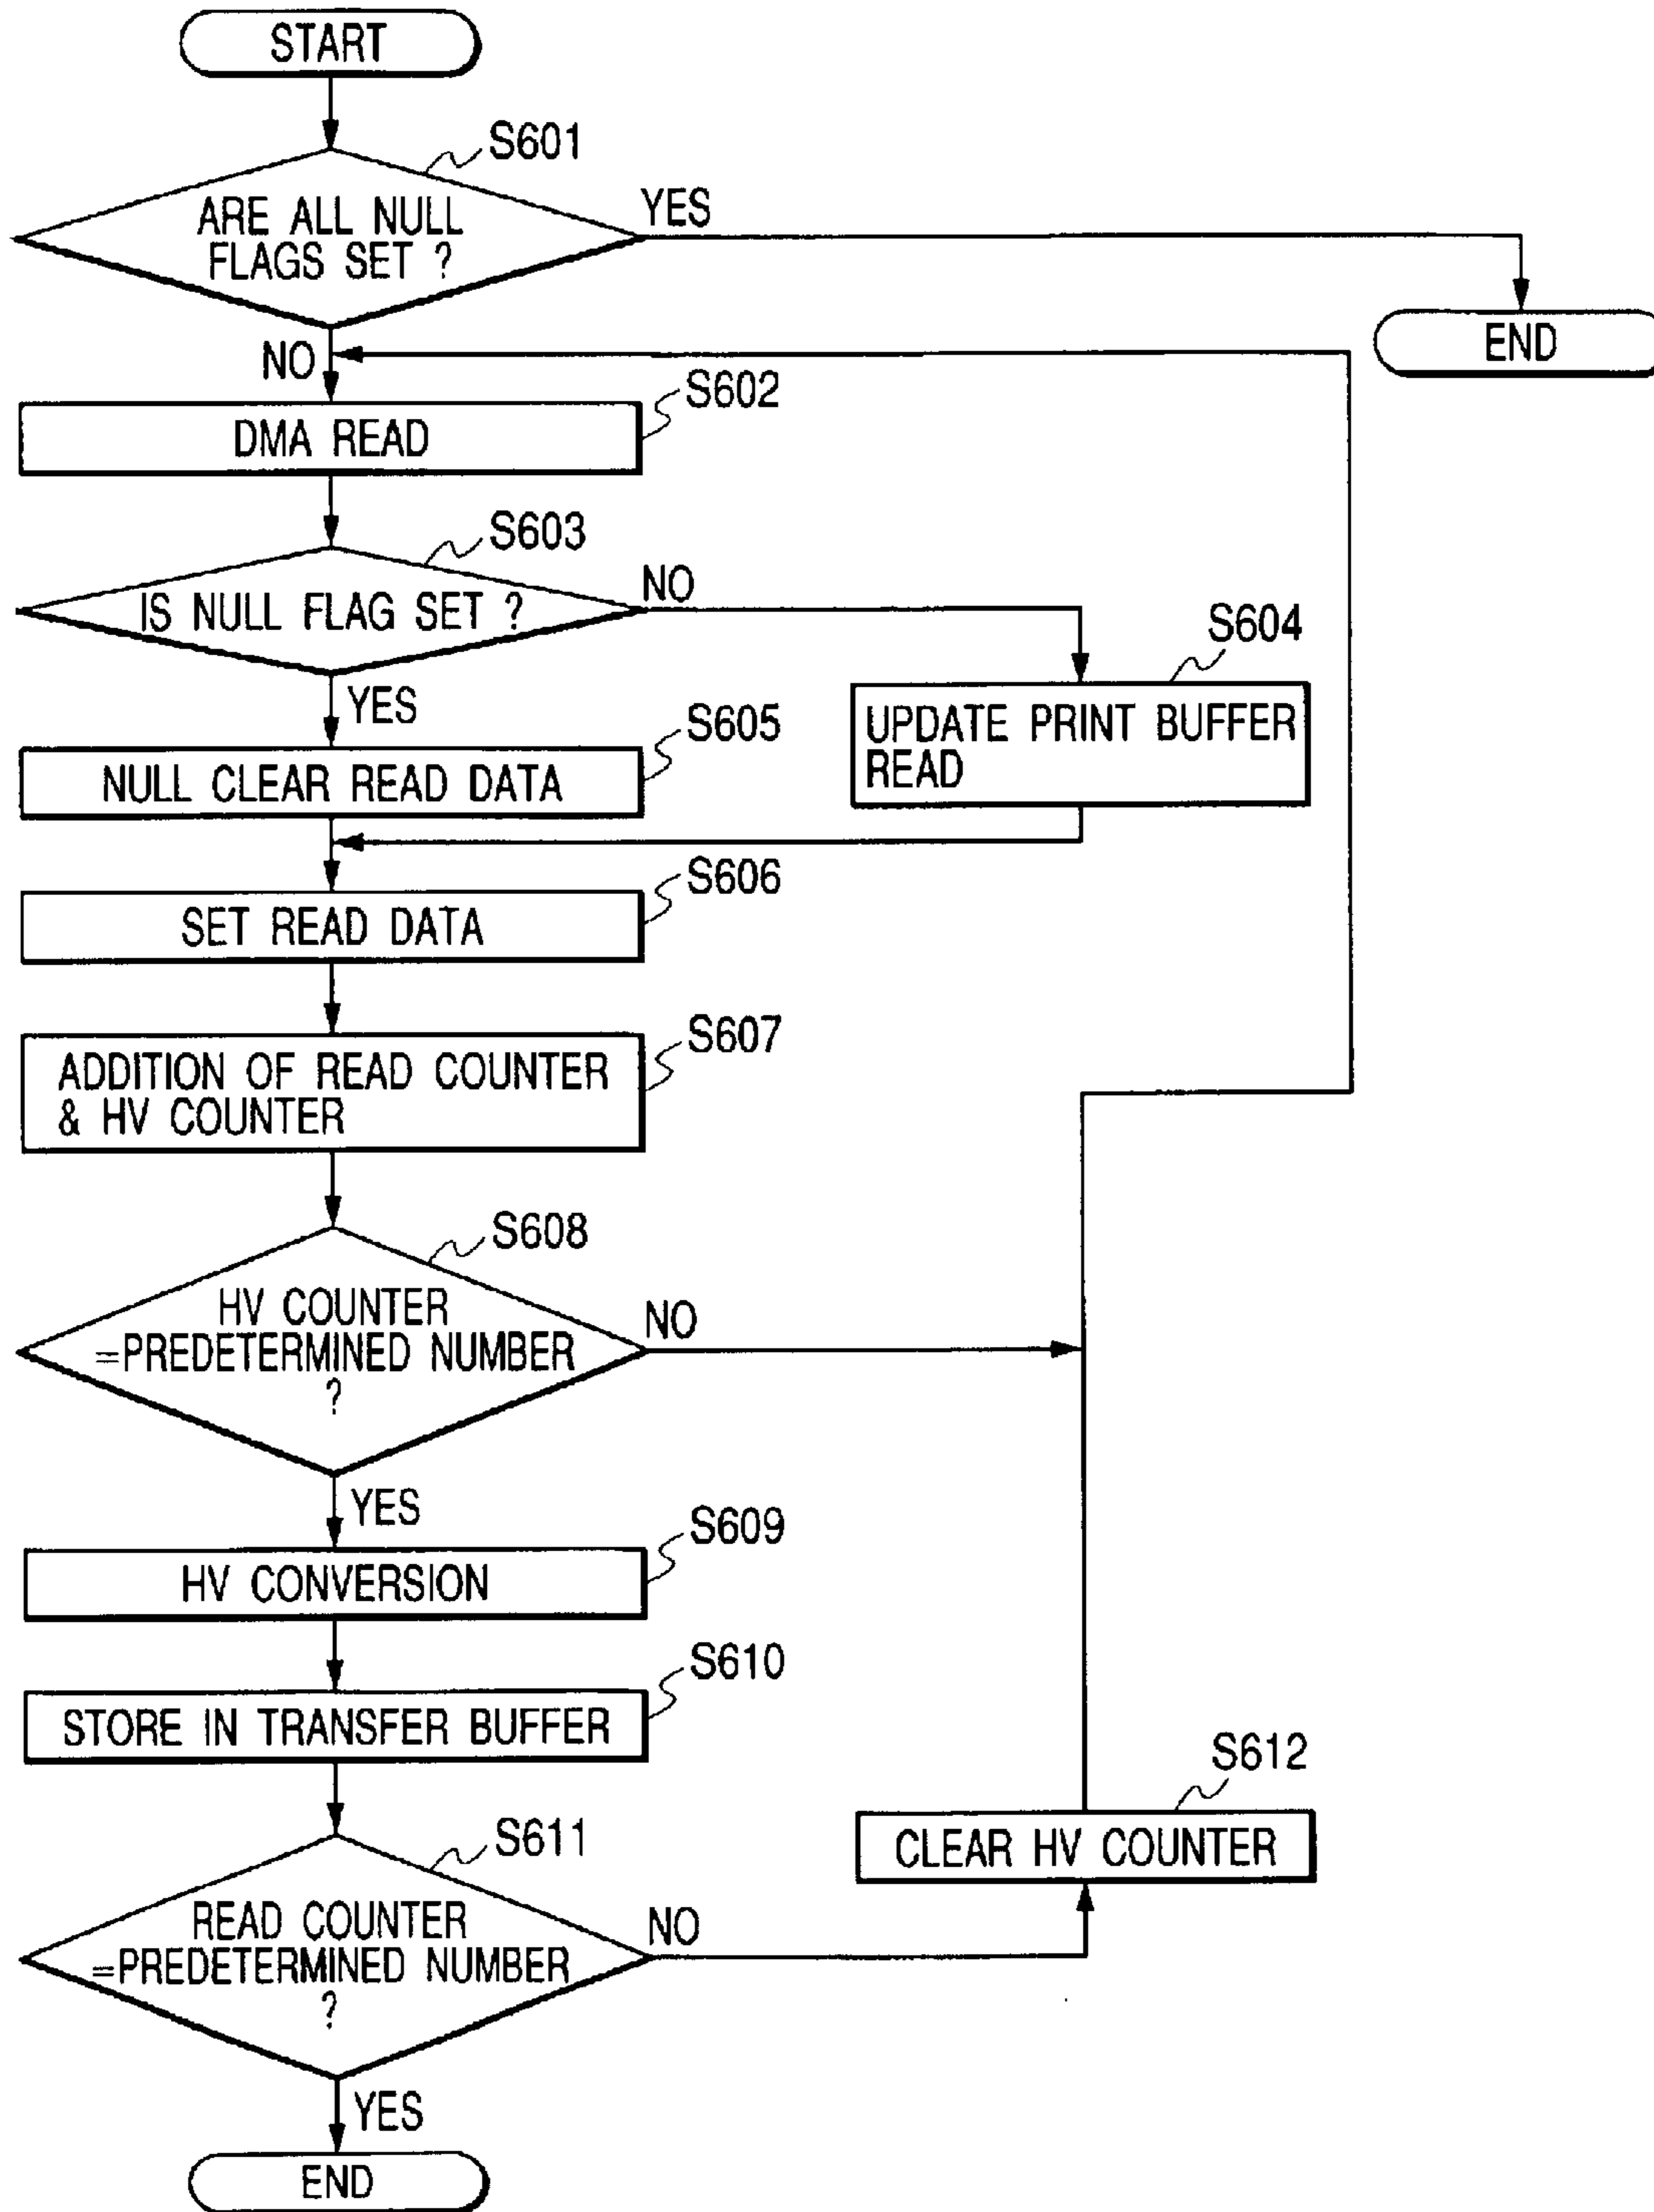 START
S601
ARE ALL NULL
FLAGS SET ?
YES
END
NO
S602
DMA READ
S603
IS NULL FLAG SET ?
NO
S604
UPDATE PRINT BUFFER
READ
YES
S605
NULL CLEAR READ DATA
S606
SET READ DATA
S607
ADDITION OF READ COUNTER
& HV COUNTER
S608
HV COUNTER
=PREDETERMINED NUMBER
?
NO
YES
S609
HV CONVERSION
S610
STORE IN TRANSFER BUFFER
S612
CLEAR HV COUNTER
S611
READ COUNTER
=PREDETERMINED NUMBER
?
NO
YES
END